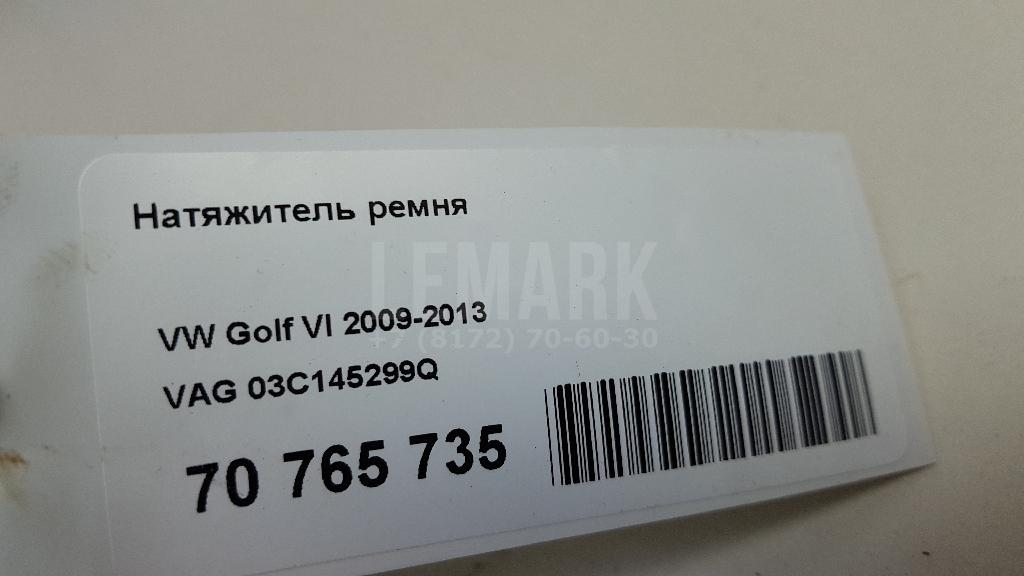 Натяжитель ремня
LEMARK
VW Golf VI 2009-2013
+7 (8172) 70-60-30
VAG 03C145299Q
70 765 735